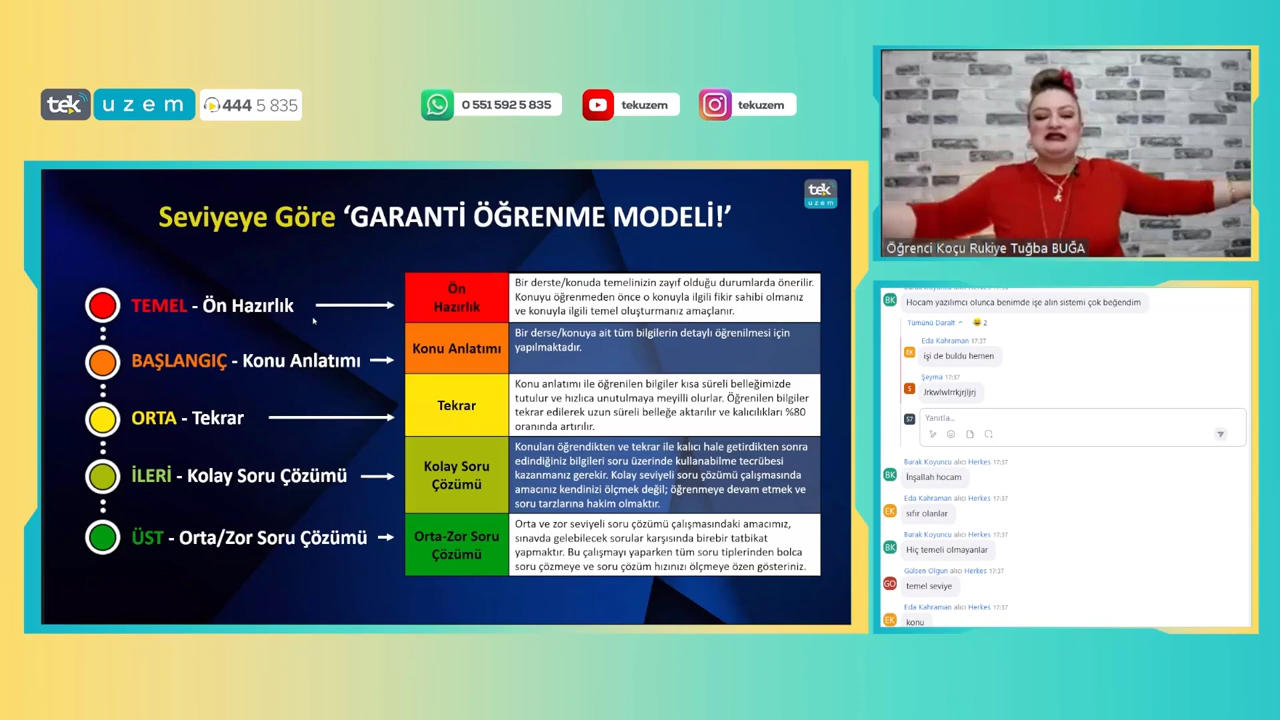 tek uzem 444 5 835
0 551 592 5 835
tekuzem
tekuzem
tek
uzem
Seviyeye Göre ‘GARANTİ ÖĞRENME MODELİ!’
TEMEL - Ön Hazırlık
BAŞLANGIÇ - Konu Anlatımı
ORTA - Tekrar
İLERİ - Kolay Soru Çözümü
ÜST - Orta/Zor Soru Çözümü
Ön
Hazırlık
Bir derste/konuda temelinizin zayıf olduğu durumlarda önerilir.
Konuyu öğrenmeden önce o konuyla ilgili fikir sahibi olmanız
ve konuyla ilgili temel oluşturmanız amaçlanır.
Konu Anlatımı
Bir derse/konuya ait tüm bilgilerin detaylı öğrenilmesi için
yapılmaktadır.
Tekrar
Konu anlatımı ile öğrenilen bilgiler kısa süreli belleğimizde
tutulur ve hızlıca unutulmaya meyilli olurlar. Öğrenilen bilgiler
tekrar edilerek uzun süreli belleğe aktarılır ve kalıcılıkları %80
oranında artırılır.
Kolay Soru
Çözümü
Konuları öğrendikten ve tekrar ile kalıcı hale getirdikten sonra
edindiğiniz bilgileri soru üzerinde kullanabilme tecrübesi
kazanmanız gerekir. Kolay seviyeli soru çözümü çalışmasında
amacınız kendinizi ölçmek değil; öğrenmeye devam etmek ve
soru tarzlarına hakim olmaktır.
Orta-Zor Soru
Çözümü
Orta ve zor seviyeli soru çözümü çalışmasındaki amacımız,
sınavda gelebilecek sorular karşısında birebir tatbikat
yapmaktır. Bu çalışmayı yaparken tüm soru tiplerinden bolca
soru çözmeye ve soru çözüm hızınızı ölçmeye özen gösteriniz.
Öğrenci Koçu Rukiye Tuğba BUĞA
BK
Hocam yazılımcı olunca benimde işe alın sistemi çok beğendim
Tümünü Daralt 2
Eda Kahraman 17:37
EK
işi de buldu hemen
Şeyma 17:37
S
Jrkwlwlrrkjrjljrj
Yanıtla...
Burak Koyuncu alıcı Herkes 17:37
BK
İnşallah hocam
Eda Kahraman alıcı Herkes 17:37
EK
sıfır olanlar
Burak Koyuncu alıcı Herkes 17:37
BK
Hiç temeli olmayanlar
Gülsen Olgun alıcı Herkes 17:37
GO
temel seviye
Eda Kahraman alıcı Herkes 17:37
EK
konu